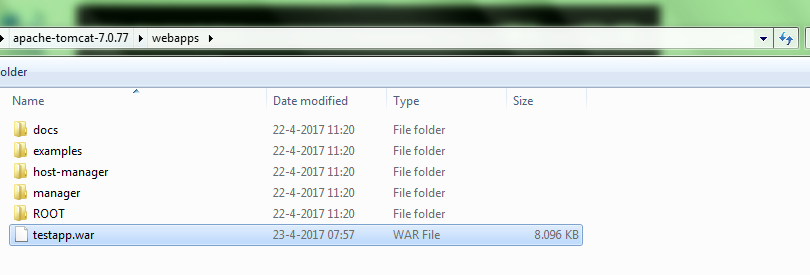 apache-tomcat-7.0.77 webapps
older
Name Date modified Type Size
docs 22-4-2017 11:20 File folder
examples 22-4-2017 11:20 File folder
host-manager 22-4-2017 11:20 File folder
manager 22-4-2017 11:20 File folder
ROOT 22-4-2017 11:20 File folder
testapp.war 23-4-2017 07:57 WAR File 8.096 KB